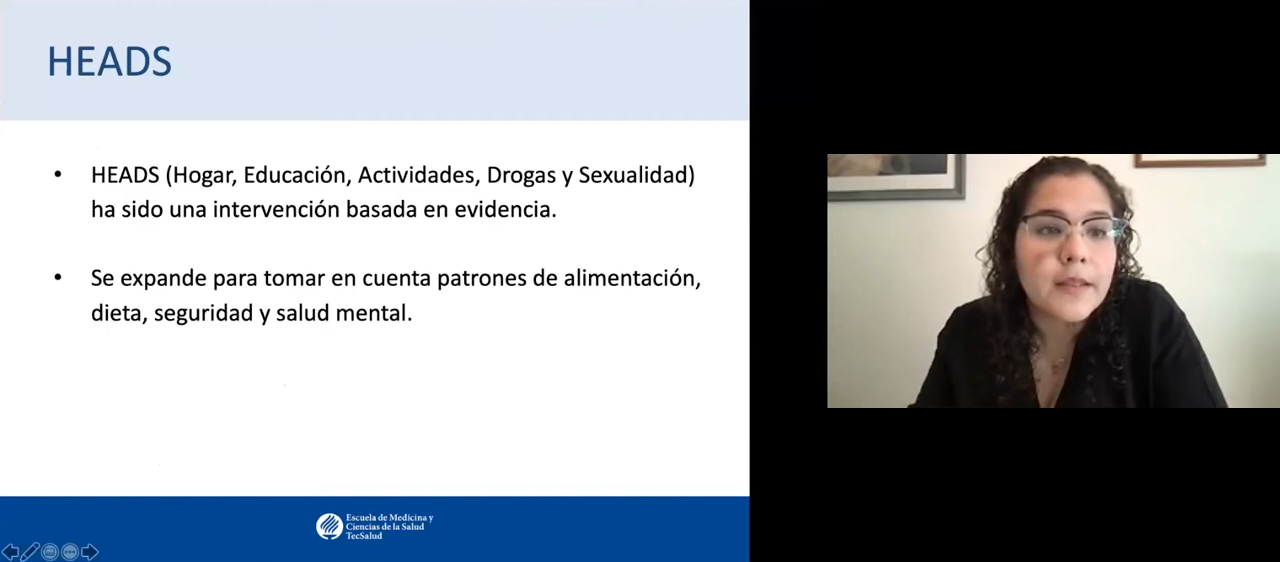 HEADS
• HEADS (Hogar, Educación, Actividades, Drogas y Sexualidad)
ha sido una intervención basada en evidencia.
• Se expande para tomar en cuenta patrones de alimentación,
dieta, seguridad y salud mental.
Escuela de Medicina y
Ciencias de la Salud
TecSalud